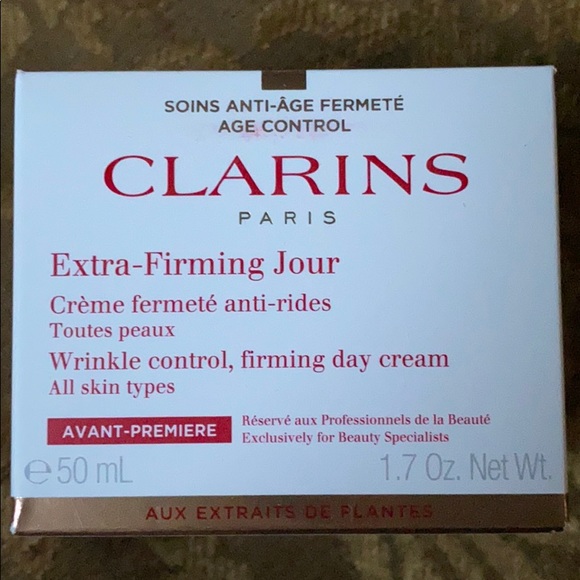 SOINS ANTI-ÂGE FERMETÉ
AGE CONTROL
CLARINS
PARIS
Extra-Firming Jour
Crème fermeté anti-rides
Toutes peaux
Wrinkle control, firming day cream
All skin types
AVANT-PREMIERE
Réservé aux Professionnels de la Beauté
Exclusively for Beauty Specialists
℮50 mL 1.7 Oz. Net Wt.
AUX EXTRAITS DE PLANTES